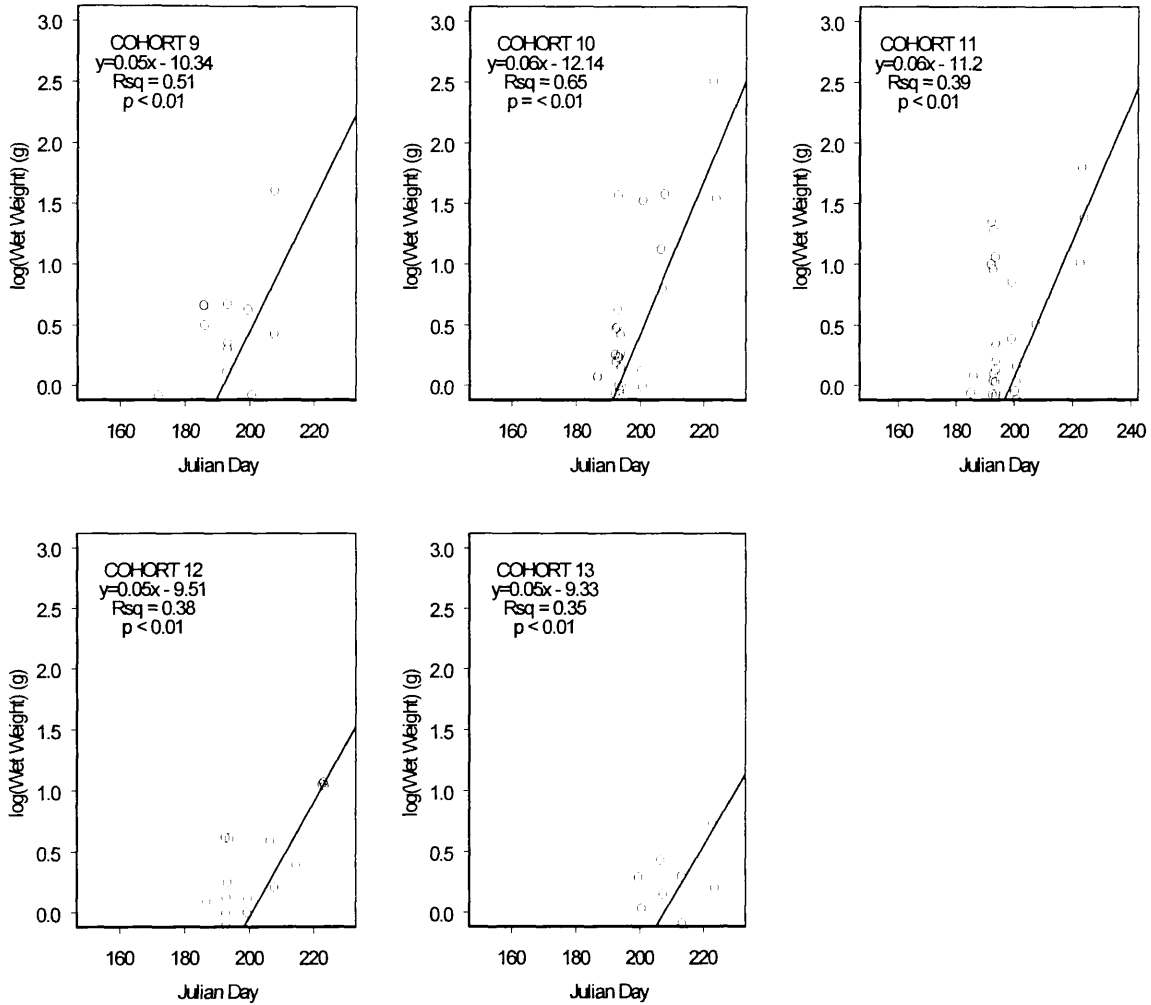 COHORT 9
y=0.05x - 10.34
Rsq = 0.51
p < 0.01
log(Wet Weight) (g)
3.0
2.5
2.0
1.5
1.0
0.5
0.0
160 180 200 220
Julian Day
COHORT 10
y=0.06x - 12.14
Rsq = 0.65
p = < 0.01
log(Wet Weight) (g)
3.0
2.5
2.0
1.5
1.0
0.5
0.0
160 180 200 220
Julian Day
COHORT 11
y=0.06x - 11.2
Rsq = 0.39
p < 0.01
log(Wet Weight) (g)
3.0
2.5
2.0
1.5
1.0
0.5
0.0
160 180 200 220 240
Julian Day
COHORT 12
y=0.05x - 9.51
Rsq = 0.38
p < 0.01
log(Wet Weight) (g)
3.0
2.5
2.0
1.5
1.0
0.5
0.0
160 180 200 220
Julian Day
COHORT 13
y=0.05x - 9.33
Rsq = 0.35
p < 0.01
log(Wet Weight) (g)
3.0
2.5
2.0
1.5
1.0
0.5
0.0
160 180 200 220
Julian Day